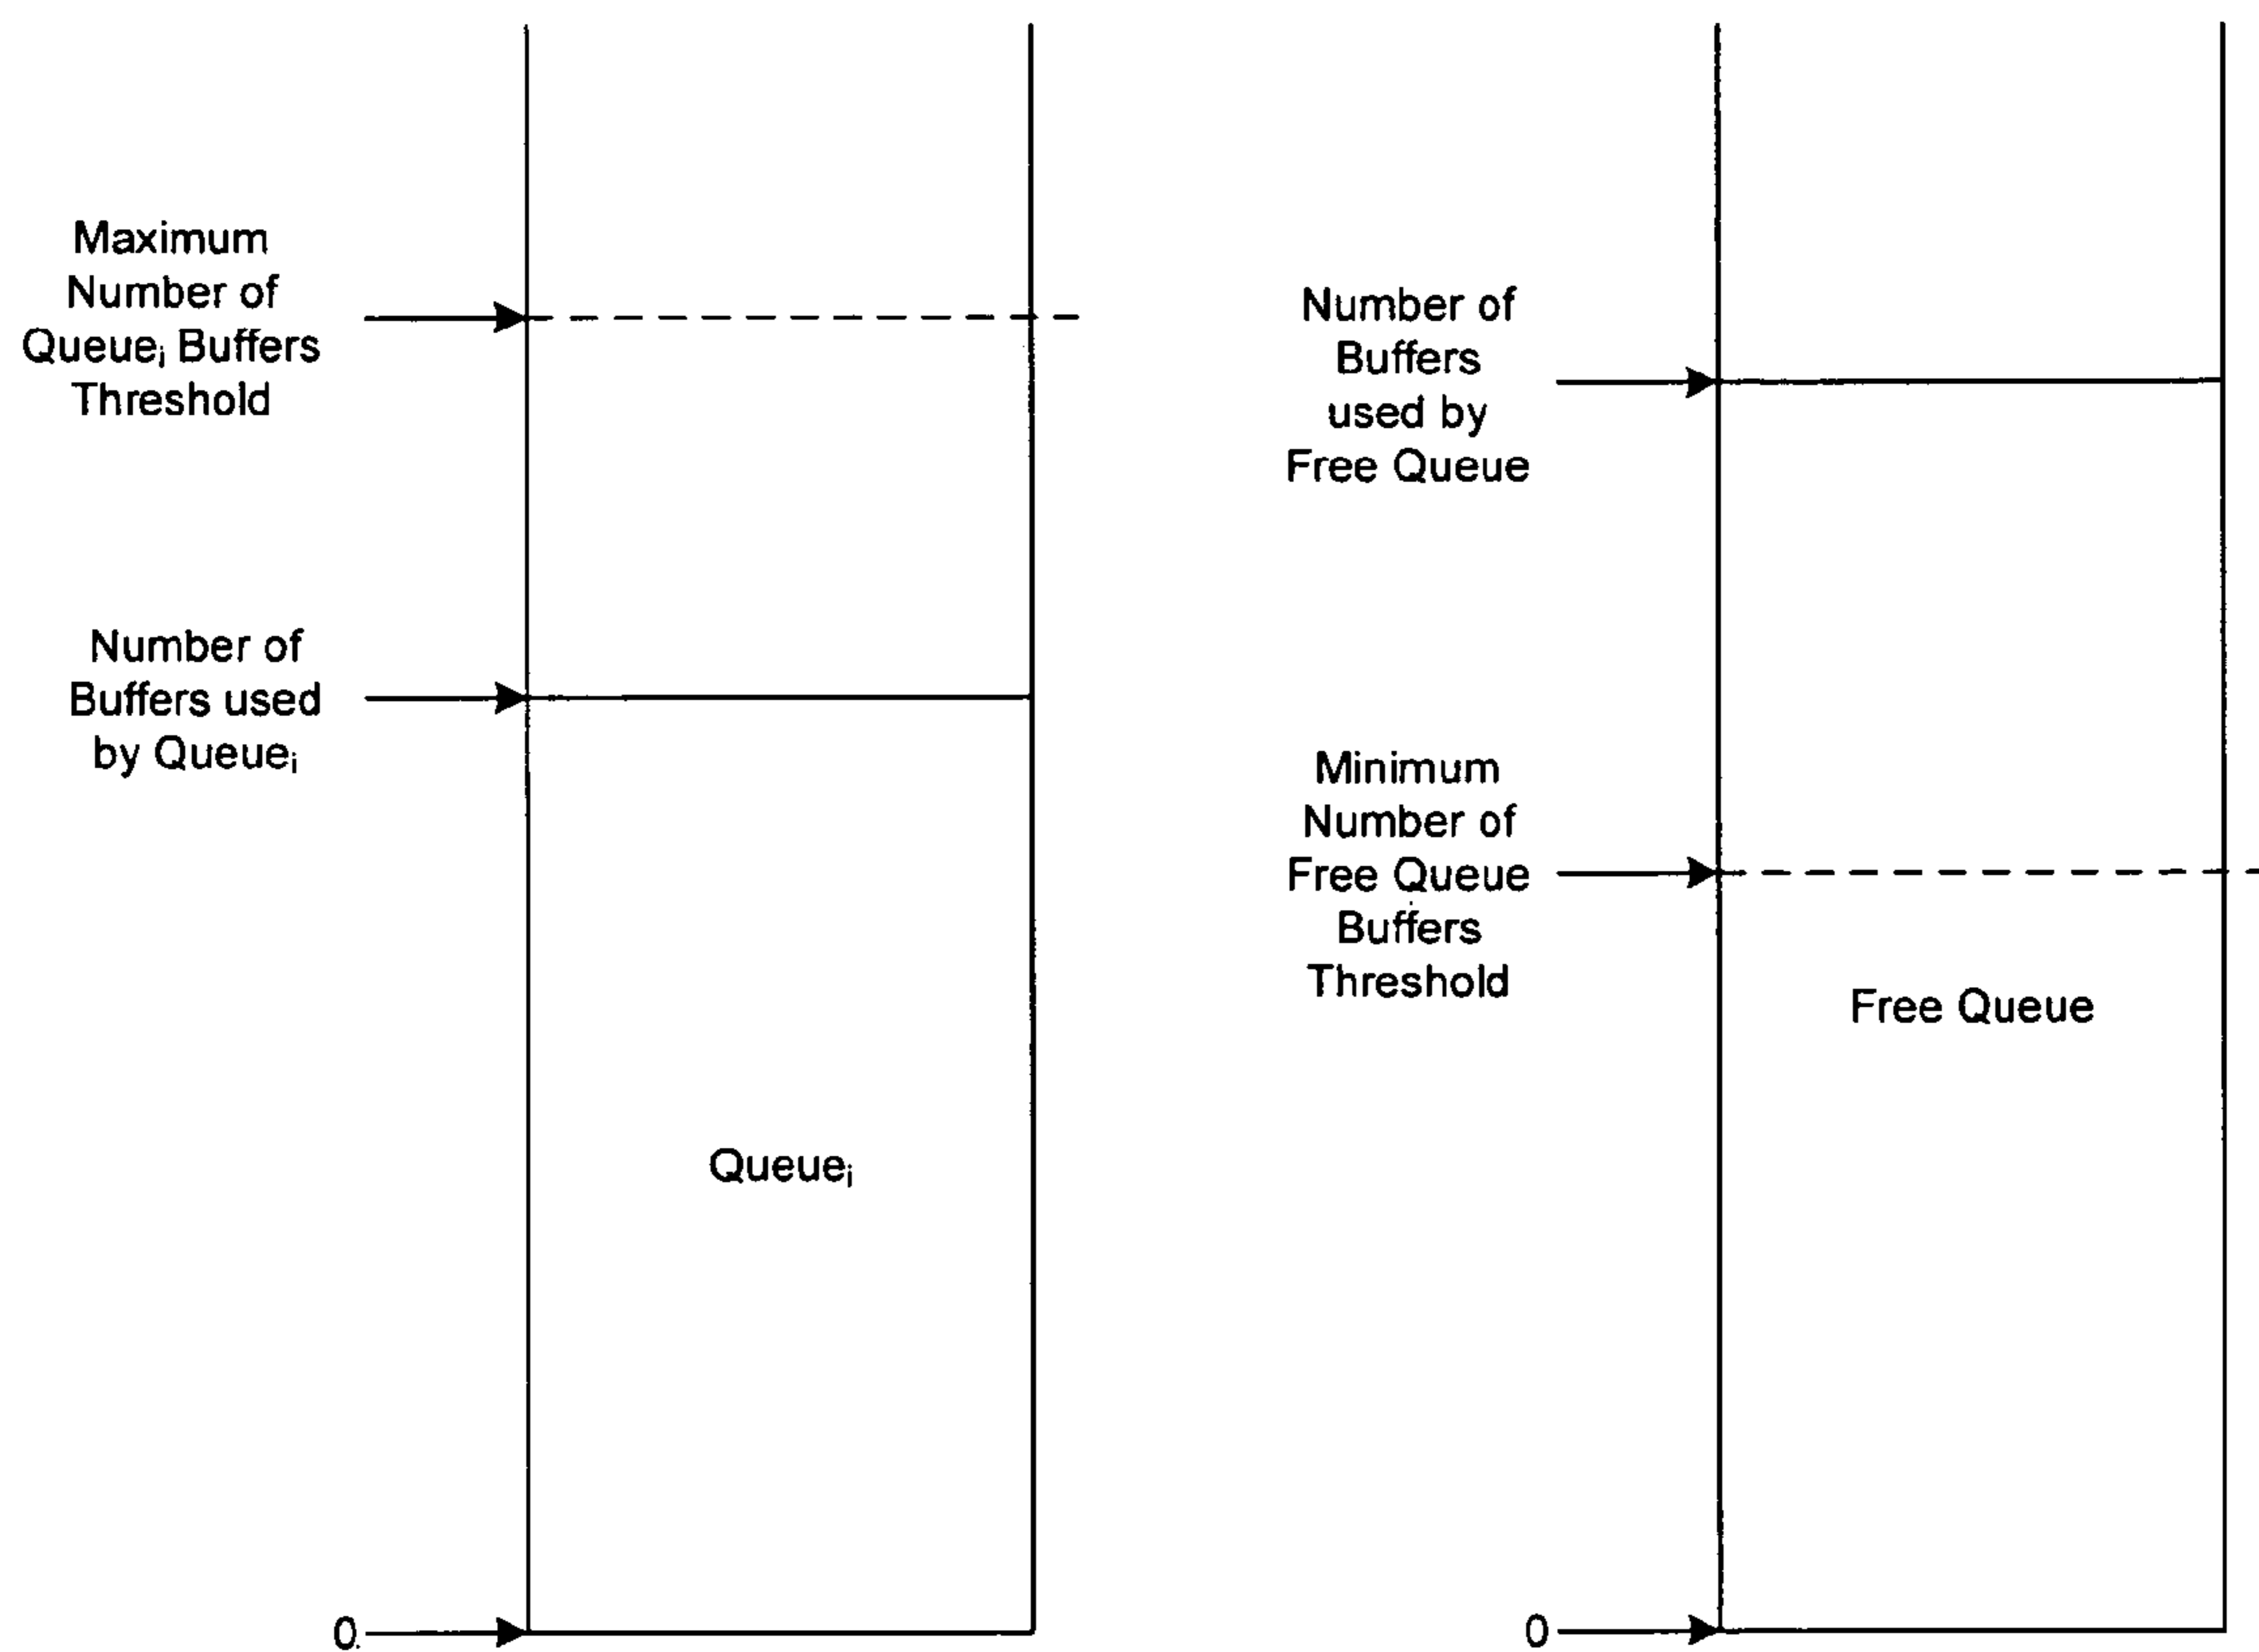 Maximum
Number of
Queueᵢ Buffers
Threshold
Number of
Buffers used
by Queueᵢ
Queueᵢ
0
Number of
Buffers
used by
Free Queue
Minimum
Number of
Free Queue
Buffers
Threshold
Free Queue
0